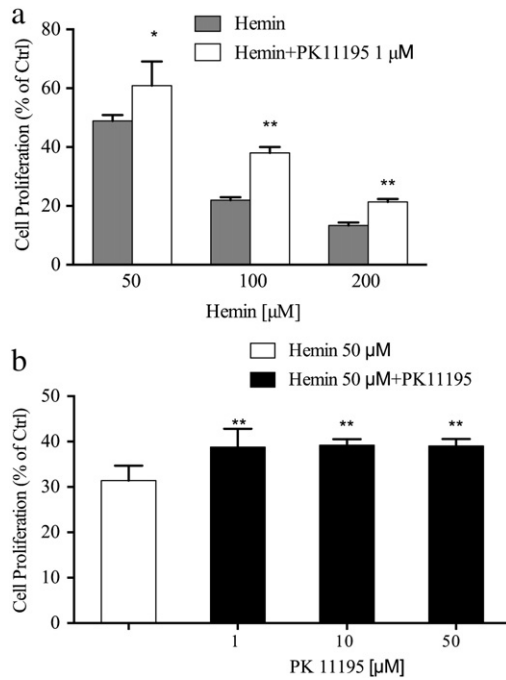 a
Hemin
Hemin+PK11195 1 μM
Cell Proliferation (% of Ctrl)
80
60
40
20
0
*
**
**
50 100 200
Hemin [μM]
b
Hemin 50 μM
Hemin 50 μM+PK11195
Cell Proliferation (% of Ctrl)
50
40
30
20
10
0
** ** **
1 10 50
PK 11195 [μM]